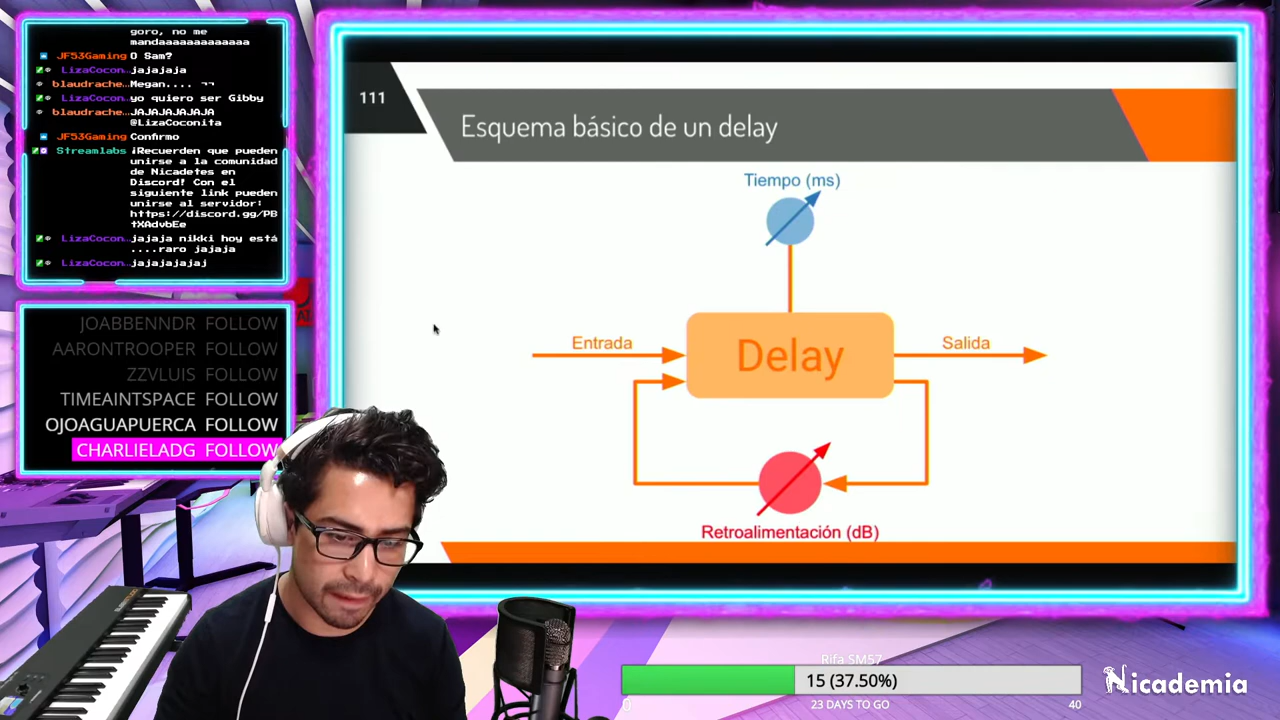 goro, no me
mandaaaaaaaaaaaaa
JF53Gaming O Sam?
LizaCocon… jajajaja
blaudrache… Megan.... ¬¬
LizaCocon… yo quiero ser Gibby
blaudrache… JAJAJAJAJAJA
@LizaCoconita
JF53Gaming Confirmo
Streamlabs ¡Recuerden que pueden
unirse a la comunidad
de Nicadetes en
Discord! Con el
siguiente link pueden
unirse al servidor:
https://discord.gg/PB
tXAdvbEe
LizaCocon… jajaja nikki hoy está
....raro jajaja
LizaCocon… jajajajajaj
JOABBENNDR FOLLOW
AARONTROOPER FOLLOW
ZZVLUIS FOLLOW
TIMEAINTSPACE FOLLOW
OJOAGUAPUERCA FOLLOW
CHARLIELADG FOLLOW
111
Esquema básico de un delay
Tiempo (ms)
Entrada
Delay
Salida
Retroalimentación (dB)
Rifa SM57
15 (37.50%)
0
23 DAYS TO GO
40
Nicademia